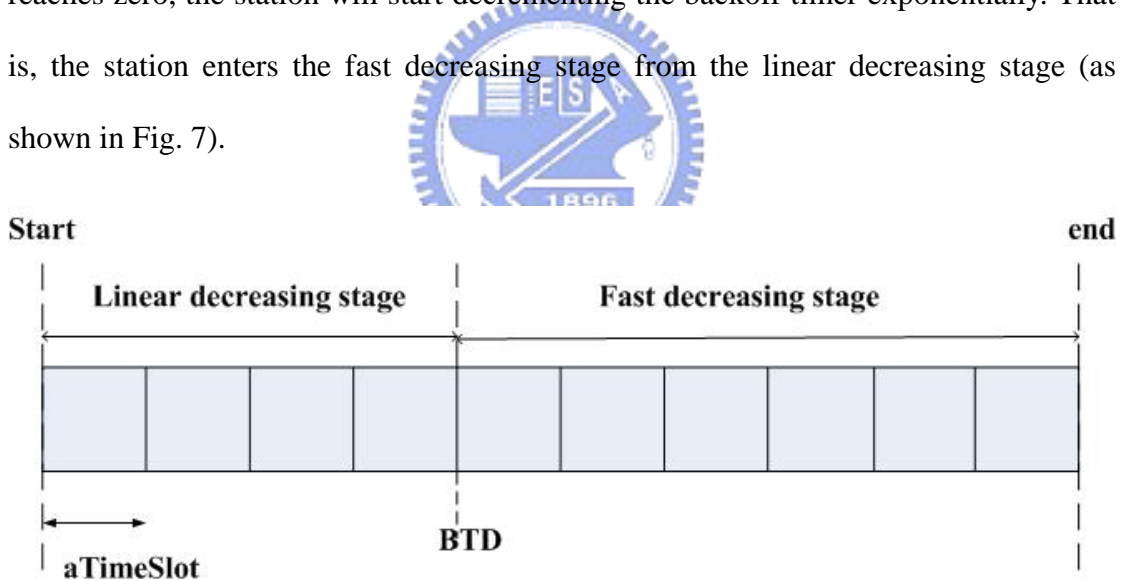 reaches zero, the station will start decrementing the backoff timer exponentially. That
is, the station enters the fast decreasing stage from the linear decreasing stage (as
shown in Fig. 7).
E S A
1896
Start end
Linear decreasing stage Fast decreasing stage
BTD
aTimeSlot